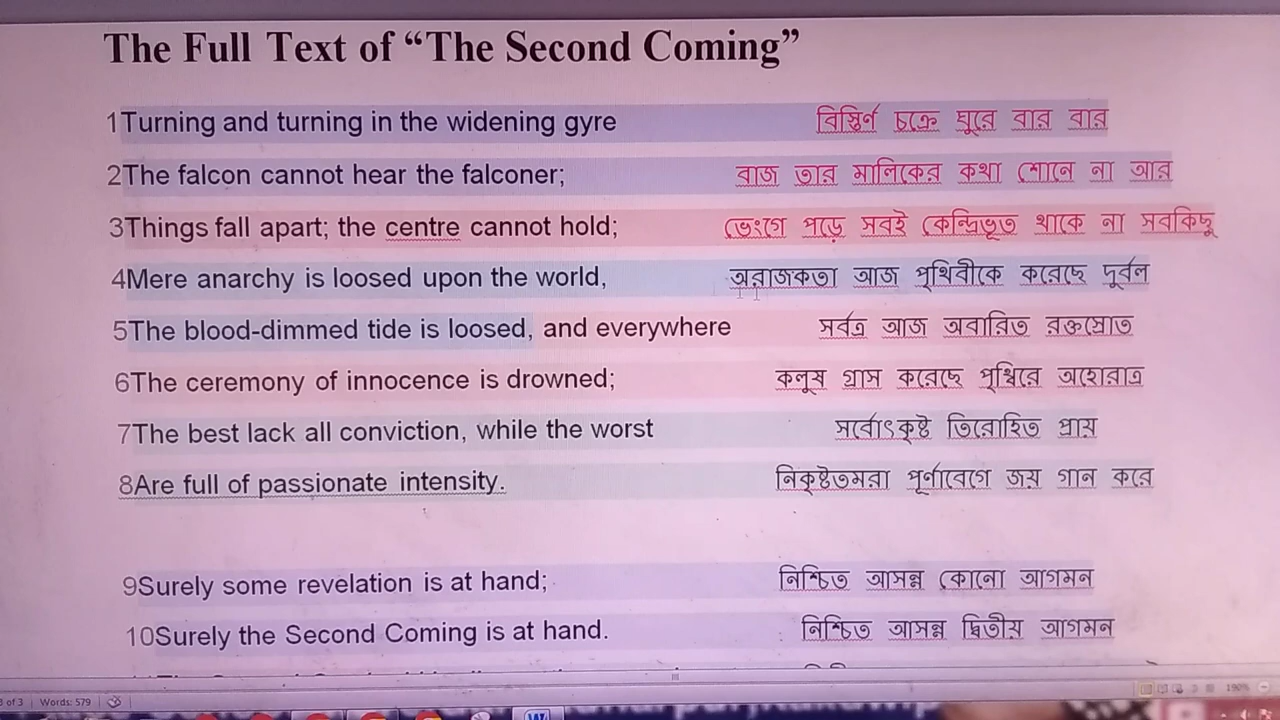 The Full Text of “The Second Coming”
1Turning and turning in the widening gyre বিস্তির্ণ চক্রে ঘুরে বার বার
2The falcon cannot hear the falconer; বাজ তার মালিকের কথা শোনে না আর
3Things fall apart; the centre cannot hold; ভেংগে পড়ে সবই কেন্দ্রিভূত থাকে না সবকিছু
4Mere anarchy is loosed upon the world, অরাজকতা আজ পৃথিবীকে করেছে দুর্বল
5The blood-dimmed tide is loosed, and everywhere সর্বত্র আজ অবারিত রক্তস্রোত
6The ceremony of innocence is drowned; কলুষ গ্রাস করেছে পৃথ্বিরে অহোরাত্র
7The best lack all conviction, while the worst সর্বোৎকৃষ্ট তিরোহিত প্রায়
8Are full of passionate intensity. নিকৃষ্টতমরা পূর্ণাবেগে জয় গান করে
9Surely some revelation is at hand; নিশ্চিত আসন্ন কোনো আগমন
10Surely the Second Coming is at hand. নিশ্চিত আসন্ন দ্বিতীয় আগমন
3 of 3 Words: 579 190%